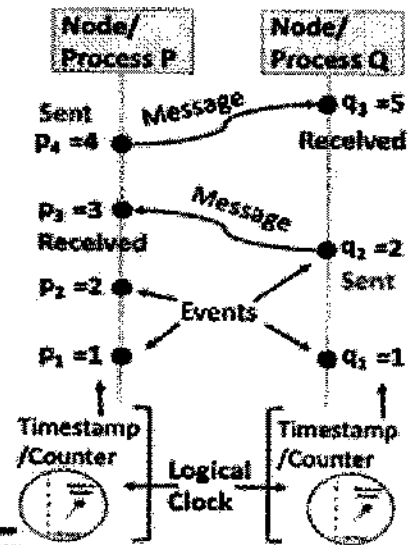 Node/
Process P
Node/
Process Q
Sent
p₄ =4
Message
q₃ =5
Received
p₃ =3
Received
Message
q₂ =2
Sent
p₂ =2
Events
p₁ =1
q₁ =1
Timestamp
/Counter
Logical
Clock
Timestamp
/Counter